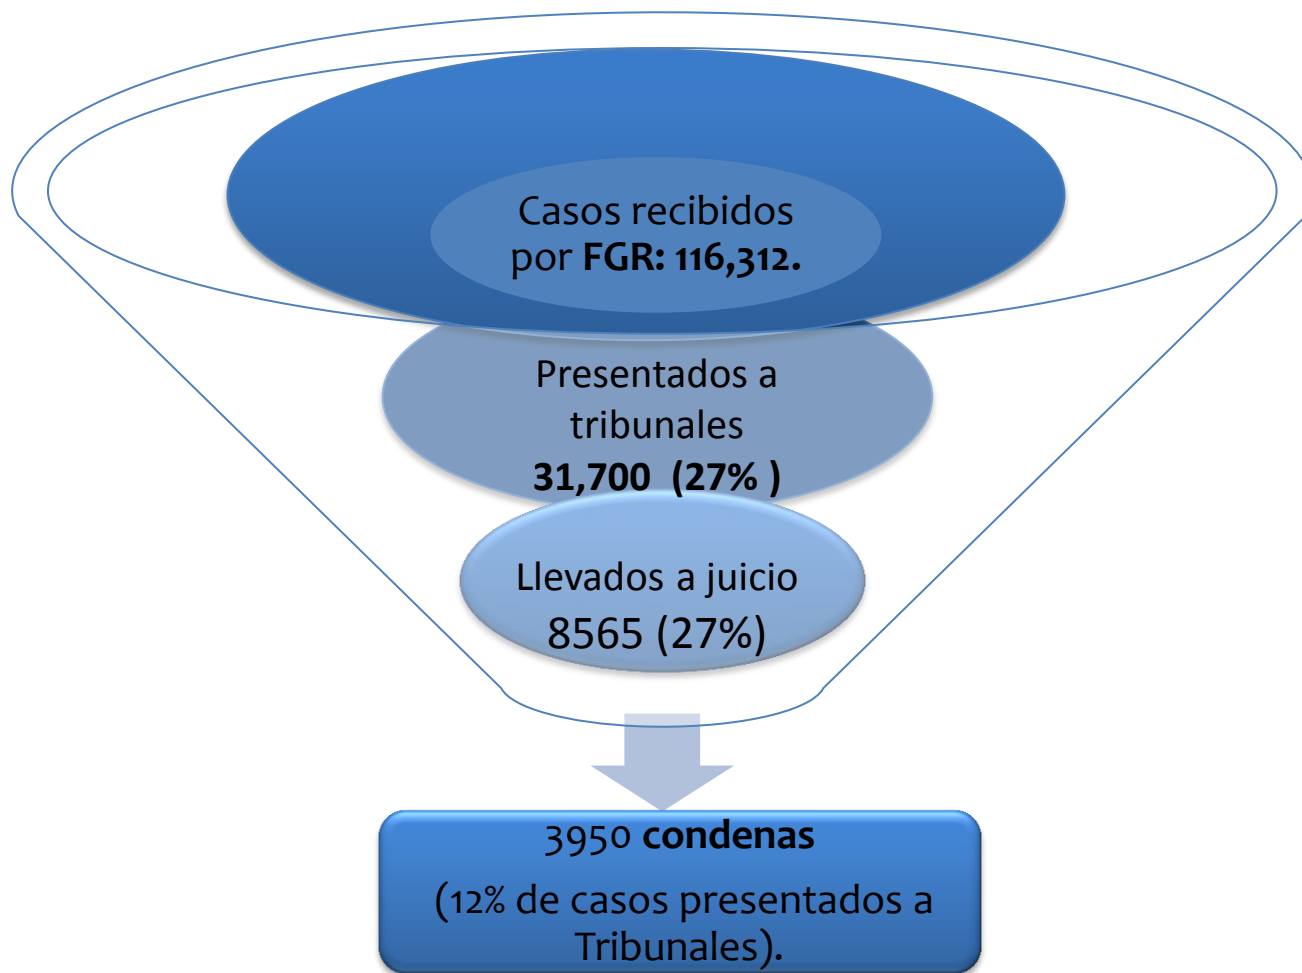 Casos recibidos
por FGR: 116,312.
Presentados a
tribunales
31,700 (27% )
Llevados a juicio
8565 (27%)
3950 condenas
(12% de casos presentados a
Tribunales).